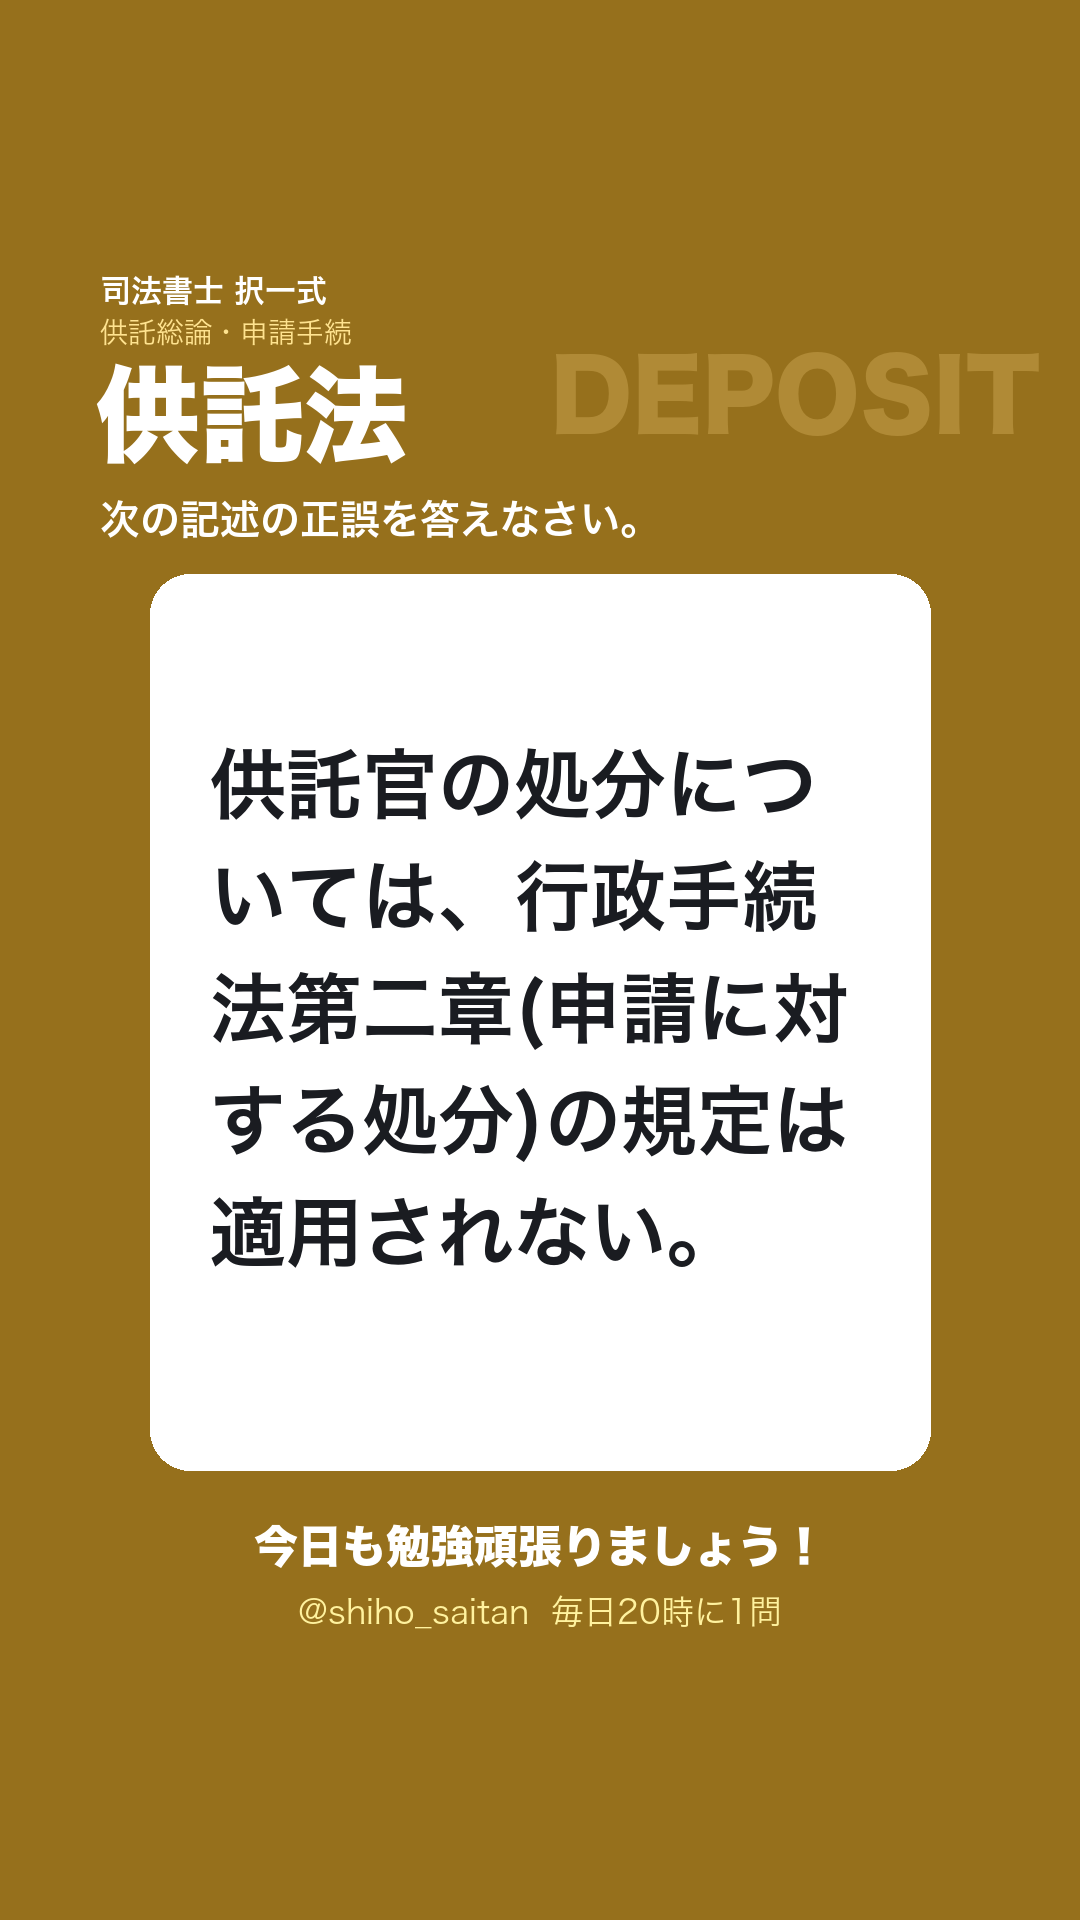 司法書士 択一式
供託総論・申請手続
供託法
DEPOSIT
次の記述の正誤を答えなさい。
供託官の処分につ
いては、行政手続
法第二章(申請に対
する処分)の規定は
適用されない。
今日も勉強頑張りましょう！
@shiho_saitan 毎日20時に1問